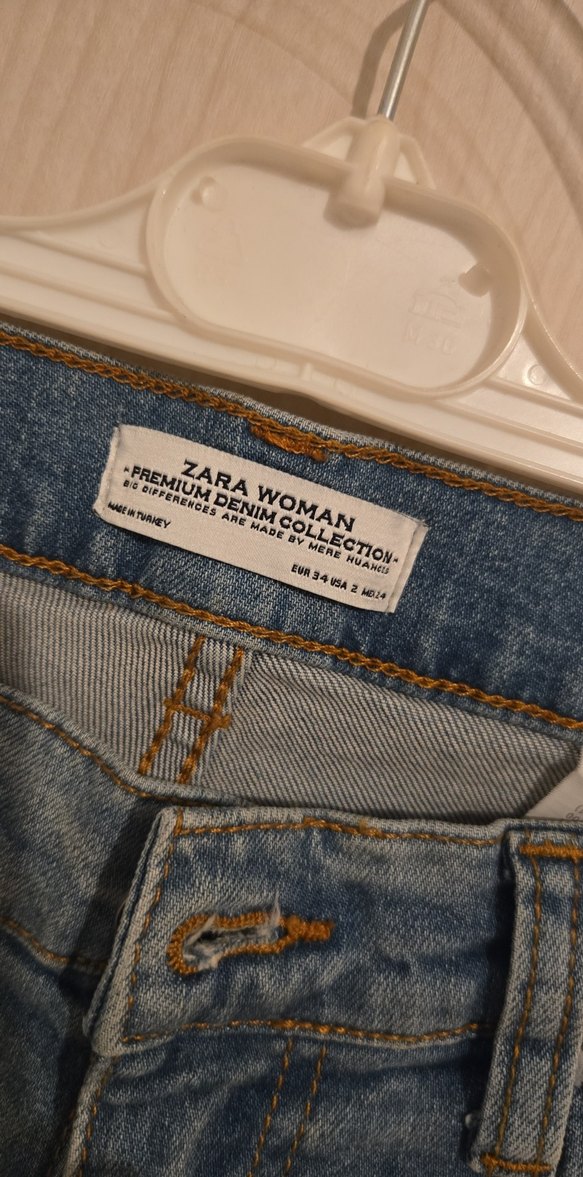 ZARA WOMAN
•PREMIUM DENIM COLLECTION•
BIG DIFFERENCES ARE MADE BY MERE NUANCES
MADE IN TURKEY
EUR 34 USA 2 MEX 24